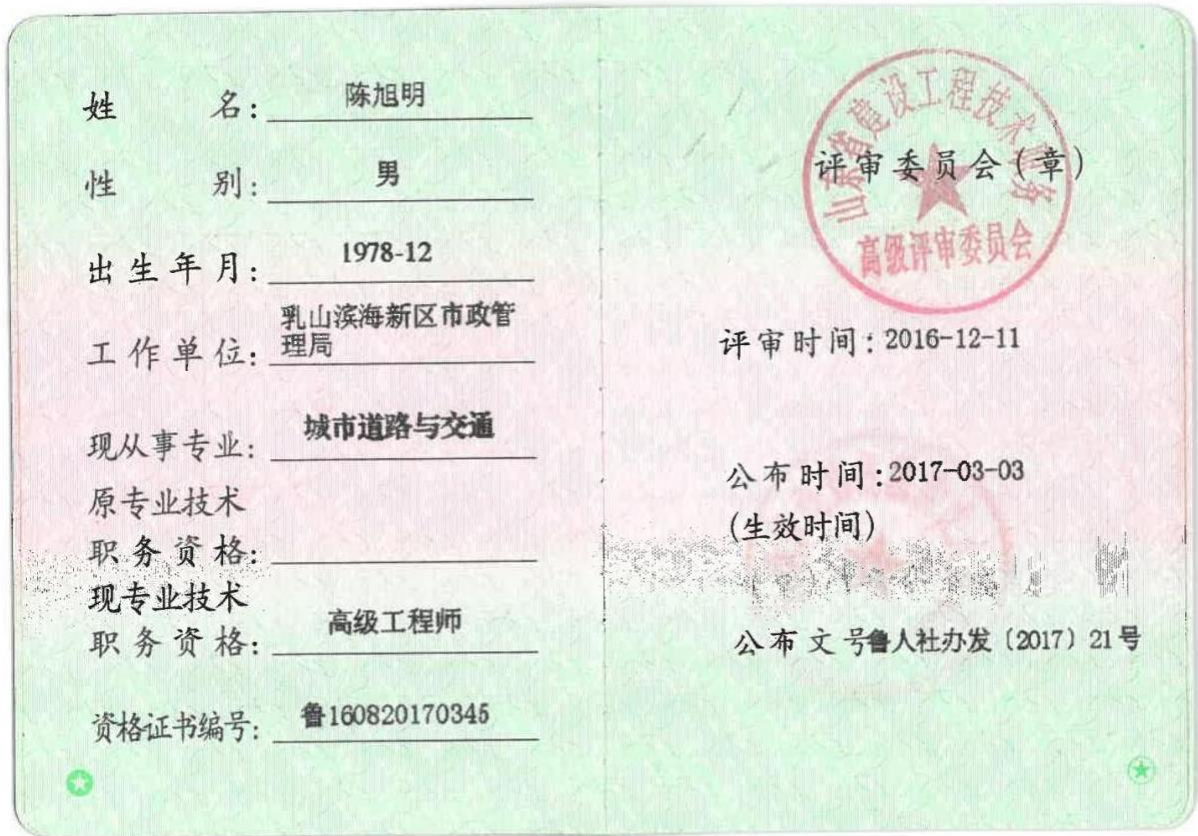 姓名: 陈旭明
性别: 男
出生年月: 1978-12
工作单位: 乳山滨海新区市政管
理局
现从事专业: 城市道路与交通
原专业技术
职务资格:
现专业技术
职务资格: 高级工程师
资格证书编号: 鲁160820170345
山东省建设工程技术职务
评审委员会(章)
高级评审委员会
评审时间: 2016-12-11
公布时间: 2017-03-03
(生效时间)
公布文号鲁人社办发〔2017〕21号